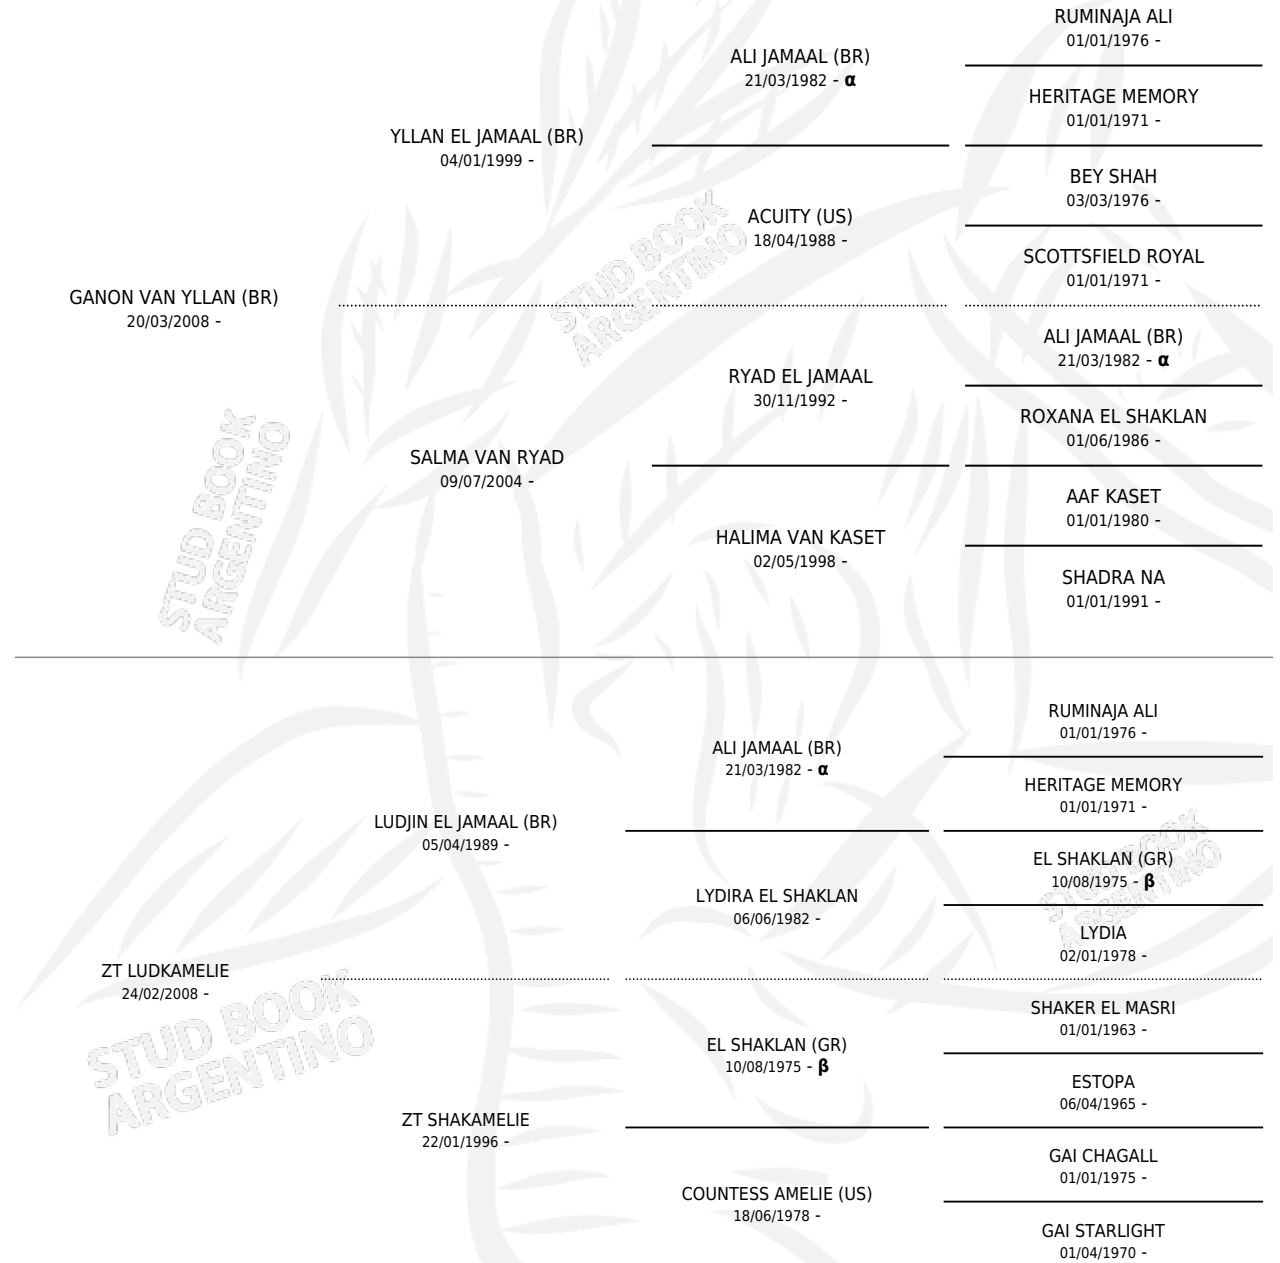 RUMINAJA ALI
01/01/1976 -
ALI JAMAAL (BR)
21/03/1982 - α
HERITAGE MEMORY
01/01/1971 -
YLLAN EL JAMAAL (BR)
04/01/1999 -
BEY SHAH
03/03/1976 -
ACUITY (US)
18/04/1988 -
SCOTTSFIELD ROYAL
01/01/1971 -
GANON VAN YLLAN (BR)
20/03/2008 -
ALI JAMAAL (BR)
21/03/1982 - α
RYAD EL JAMAAL
30/11/1992 -
ROXANA EL SHAKLAN
01/06/1986 -
SALMA VAN RYAD
09/07/2004 -
AAF KASET
01/01/1980 -
HALIMA VAN KASET
02/05/1998 -
SHADRA NA
01/01/1991 -
RUMINAJA ALI
01/01/1976 -
ALI JAMAAL (BR)
21/03/1982 - α
HERITAGE MEMORY
01/01/1971 -
LUDJIN EL JAMAAL (BR)
05/04/1989 -
EL SHAKLAN (GR)
10/08/1975 - β
LYDIRA EL SHAKLAN
06/06/1982 -
LYDIA
02/01/1978 -
ZT LUDKAMELIE
24/02/2008 -
SHAKER EL MASRI
01/01/1963 -
EL SHAKLAN (GR)
10/08/1975 - β
ESTOPA
06/04/1965 -
ZT SHAKAMELIE
22/01/1996 -
GAI CHAGALL
01/01/1975 -
COUNTESS AMELIE (US)
18/06/1978 -
GAI STARLIGHT
01/04/1970 -
STUD BOOK
ARGENTINO
STUD BOOK
ARGENTINO
STUD BOOK
ARGENTINO
STUD BOOK
ARGENTINO